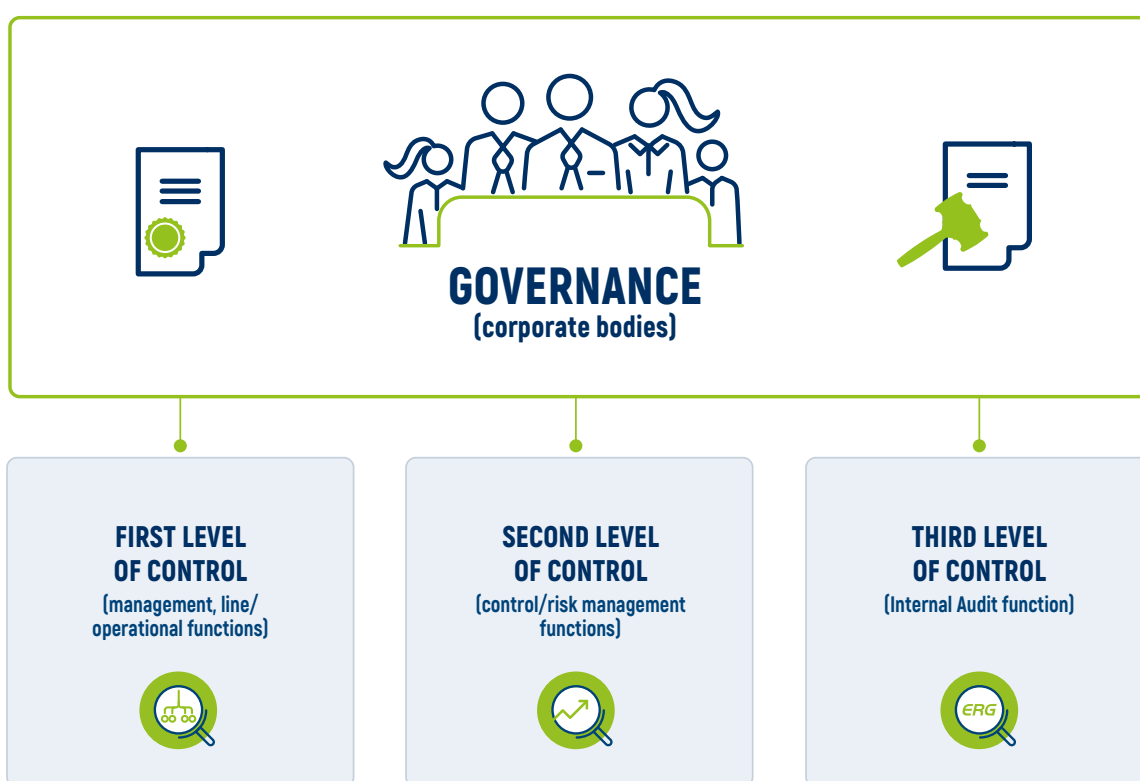 GOVERNANCE
(corporate bodies)
FIRST LEVEL
OF CONTROL
(management, line/
operational functions)
SECOND LEVEL
OF CONTROL
(control/risk management
functions)
THIRD LEVEL
OF CONTROL
(Internal Audit function)
ERG